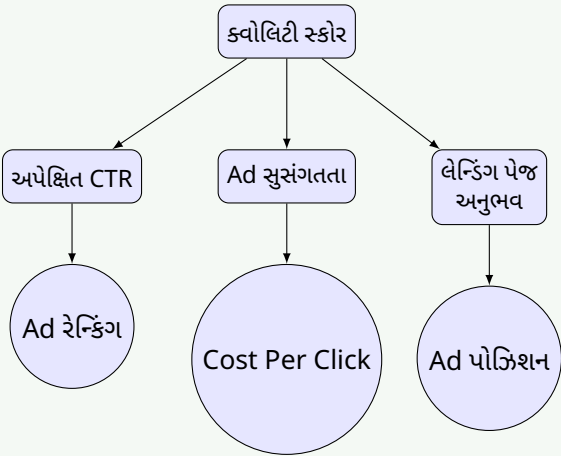 ક્વોલિટી સ્કોર
અપેક્ષિત CTR
Ad સુસંગતતા
લેન્ડિંગ પેજ
અનુભવ
Ad રેન્કિંગ
Cost Per Click
Ad પોઝિશન